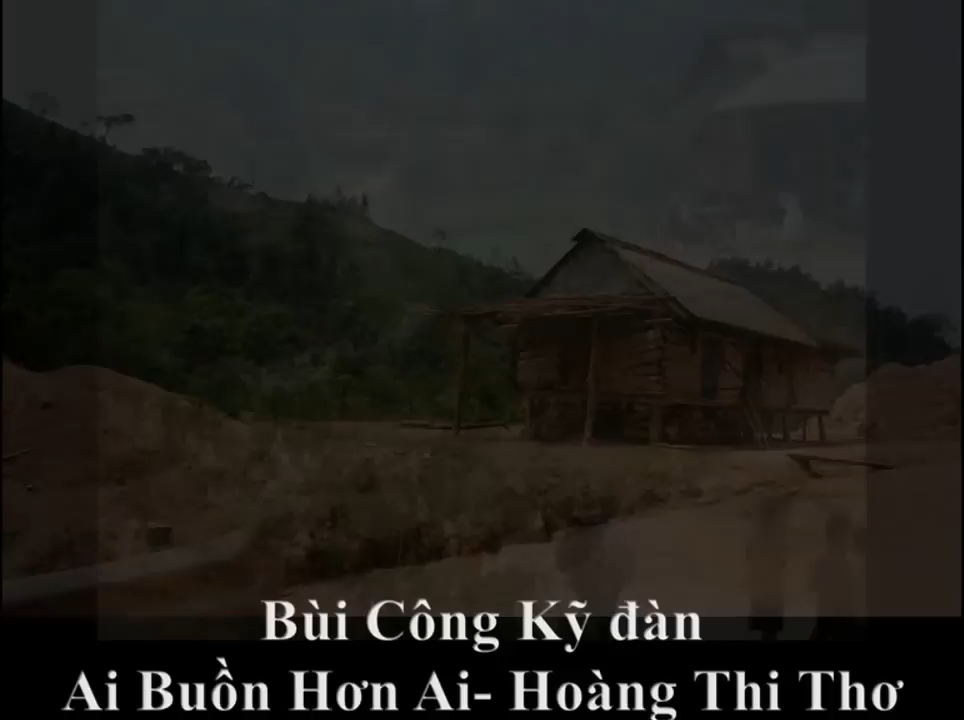 Bùi Công Kỹ đàn
Ai Buồn Hơn Ai- Hoàng Thi Thơ